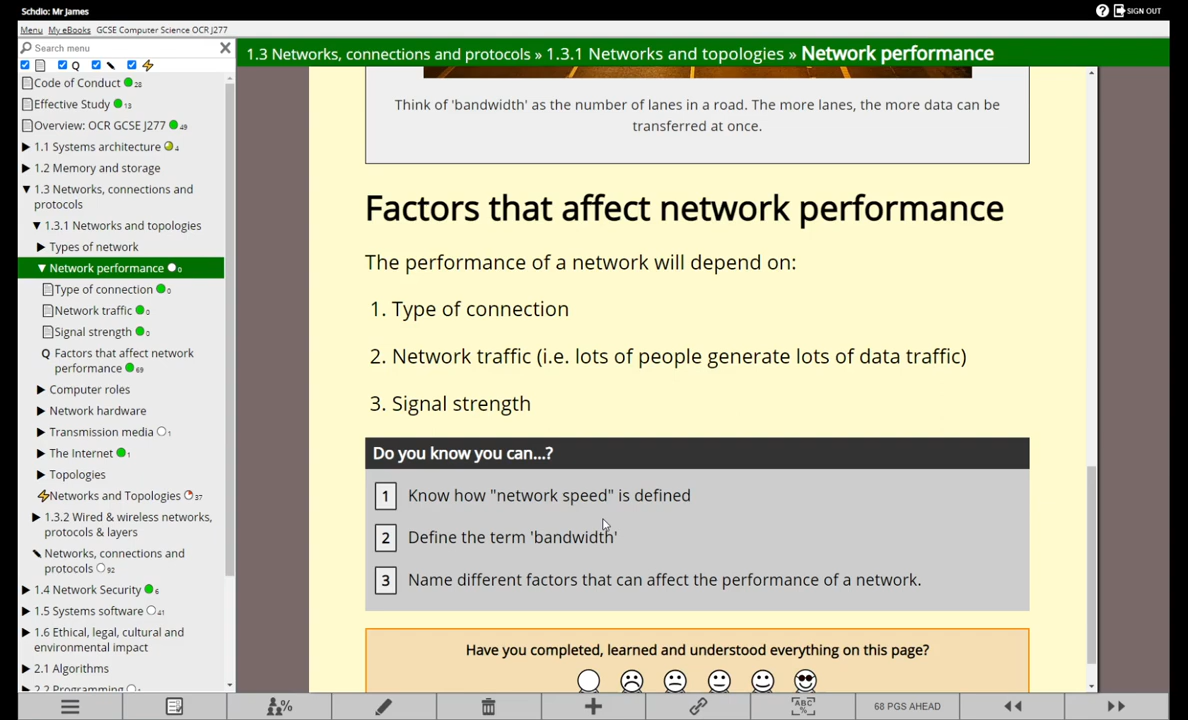 Schdio: Mr James
? SIGN OUT
Menu My eBooks GCSE Computer Science OCR J277
Search menu
Q
1.3 Networks, connections and protocols » 1.3.1 Networks and topologies » Network performance
Code of Conduct 28
Effective Study 13
Overview: OCR GCSE J277 49
1.1 Systems architecture 4
1.2 Memory and storage
1.3 Networks, connections and
protocols
1.3.1 Networks and topologies
Types of network
Network performance 0
Type of connection 0
Network traffic 0
Signal strength 0
Q Factors that affect network
performance 69
Computer roles
Network hardware
Transmission media 1
The Internet 1
Topologies
Networks and Topologies 37
1.3.2 Wired & wireless networks,
protocols & layers
Networks, connections and
protocols 92
1.4 Network Security 6
1.5 Systems software 41
1.6 Ethical, legal, cultural and
environmental impact
2.1 Algorithms
2.2 Programming
Think of 'bandwidth' as the number of lanes in a road. The more lanes, the more data can be
transferred at once.
Factors that affect network performance
The performance of a network will depend on:
1. Type of connection
2. Network traffic (i.e. lots of people generate lots of data traffic)
3. Signal strength
Do you know you can...?
1 Know how "network speed" is defined
2 Define the term 'bandwidth'
3 Name different factors that can affect the performance of a network.
Have you completed, learned and understood everything on this page?
%
ABC
%
68 PGS AHEAD